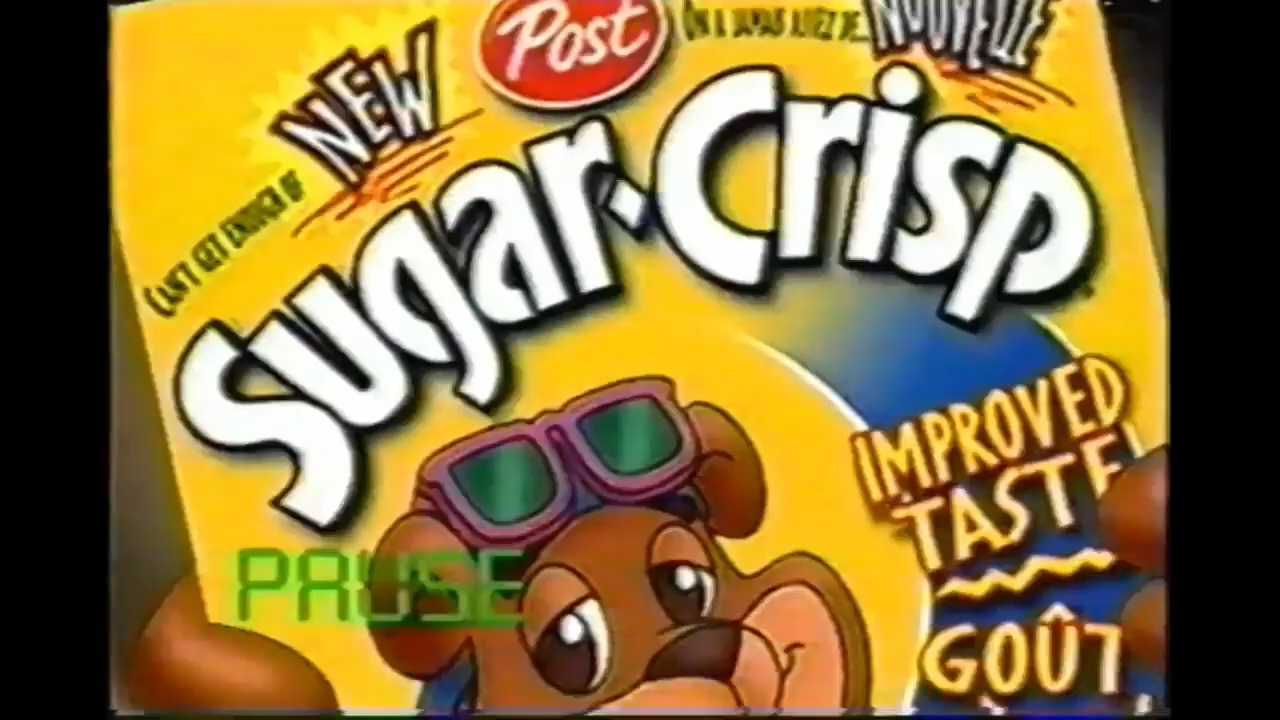 NEW
Post
NOUVELLE
CAN'T GET ENOUGH OF
Sugar-Crisp
IMPROVED
TASTE!
GOÛT
PAUSE